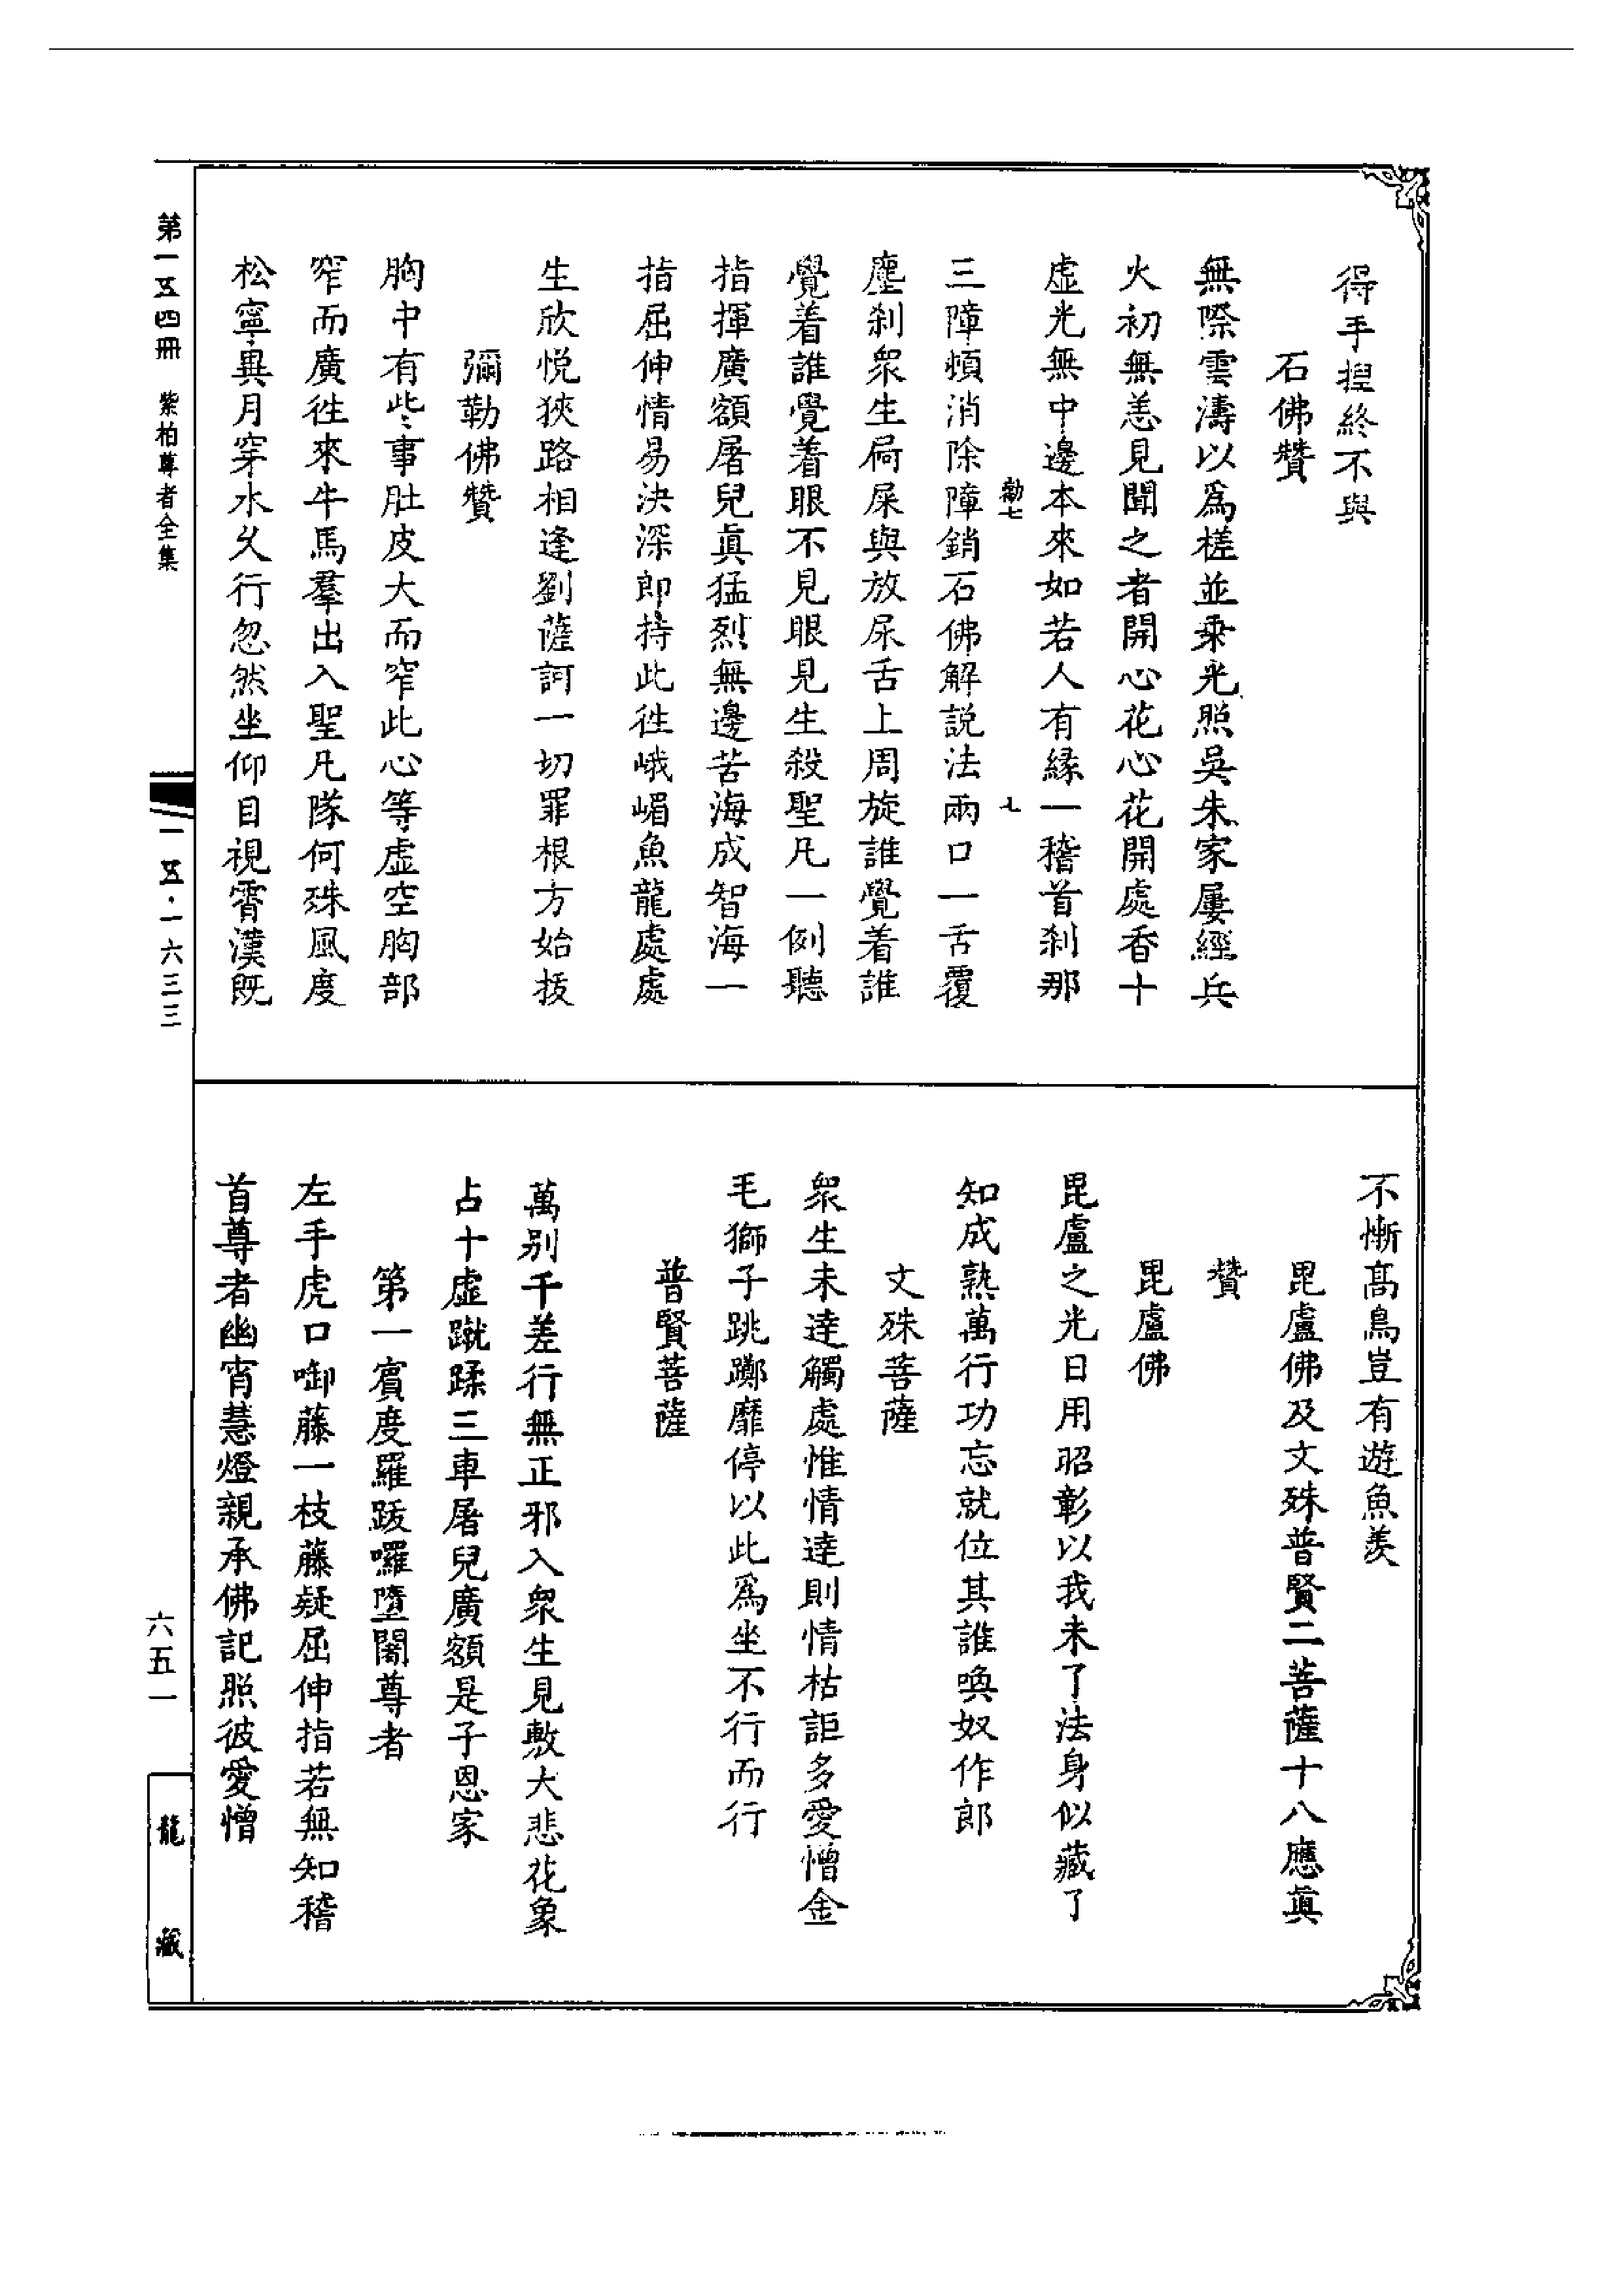 得手揑終不與
石佛贊
無際雲濤以爲槎並乗光照吳朱家屢經兵
火初無恙見聞之者開心花心花開處香十
虛光無中邊本來如若人有緣一稽首刹那
勸七 七
三障頓消除障銷石佛解説法兩口一舌覆
塵刹衆生屙屎與放尿舌上周旋誰覺着誰
覺着誰覺着眼不見眼見生殺聖凡一例聽
指揮廣額屠兒眞猛烈無邊苦海成智海一
指屈伸情易決深郎持此徃峨嵋魚龍處處
生欣悦狹路相逢劉薩訶一切罪根方始拔
彌勒佛贊
胸中有些事肚皮大而窄此心等虛空胸部
窄而廣徃來牛馬羣出入聖凡隊何殊風度
松寧異月穿水久行忽然坐仰目視霄漢既
不慚高鳥豈有遊魚羨
毘盧佛及文殊普賢二菩薩十八應眞
贊
毘盧佛
毘盧之光日用昭彰以我未了法身似藏了
知成熟萬行功忘就位其誰喚奴作郎
文殊菩薩
衆生未達觸處惟情達則情枯詎多愛憎金
毛獅子跳躑靡停以此爲坐不行而行
普賢菩薩
萬别千差行無正邪入衆生見敷大悲花象
占十虛蹴蹂三車屠兒廣額是子恩家
第一賓度羅跋囉墮闍尊者
左手虎口啣藤一枝藤疑屈伸指若無知稽
首尊者幽宵慧燈親承佛記照彼愛憎
第一五四冊 紫柏尊者全集
一五·一六三三
六五一
龍藏